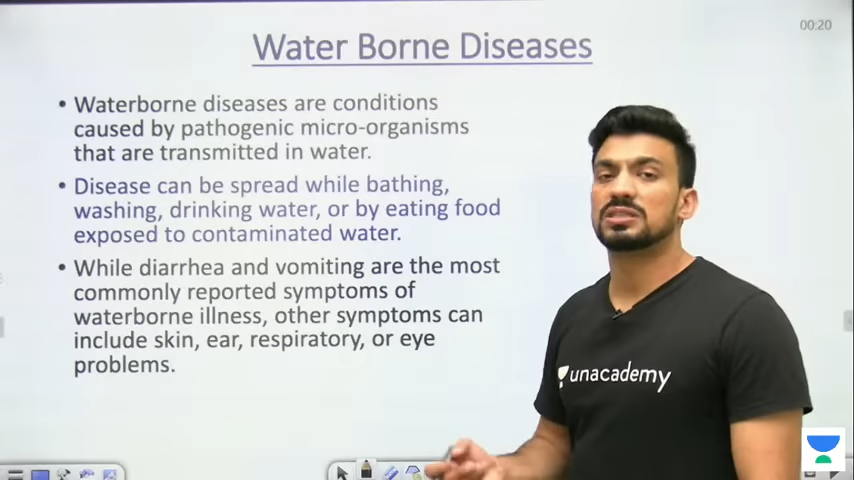 00:20
Water Borne Diseases
• Waterborne diseases are conditions
caused by pathogenic micro-organisms
that are transmitted in water.
• Disease can be spread while bathing,
washing, drinking water, or by eating food
exposed to contaminated water.
• While diarrhea and vomiting are the most
commonly reported symptoms of
waterborne illness, other symptoms can
include skin, ear, respiratory, or eye
problems.
unacademy